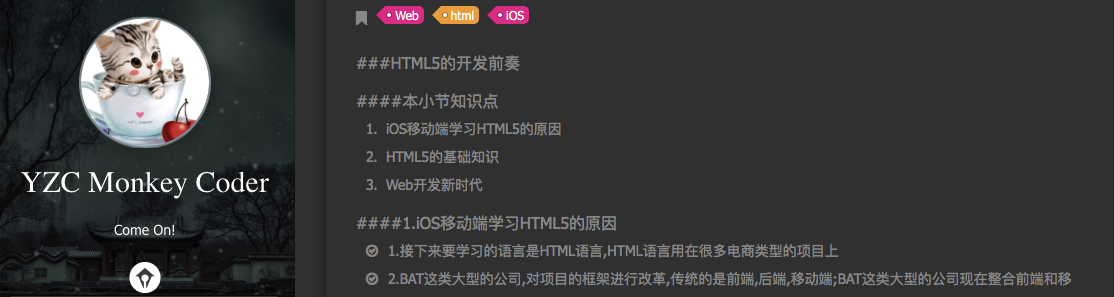 YZC Monkey Coder
Come On!
Web html iOS
###HTML5的开发前奏
####本小节知识点
1. iOS移动端学习HTML5的原因
2. HTML5的基础知识
3. Web开发新时代
####1.iOS移动端学习HTML5的原因
1.接下来要学习的语言是HTML语言,HTML语言用在很多电商类型的项目上
2.BAT这类大型的公司,对项目的框架进行改革,传统的是前端,后端,移动端;BAT这类大型的公司现在整合前端和移